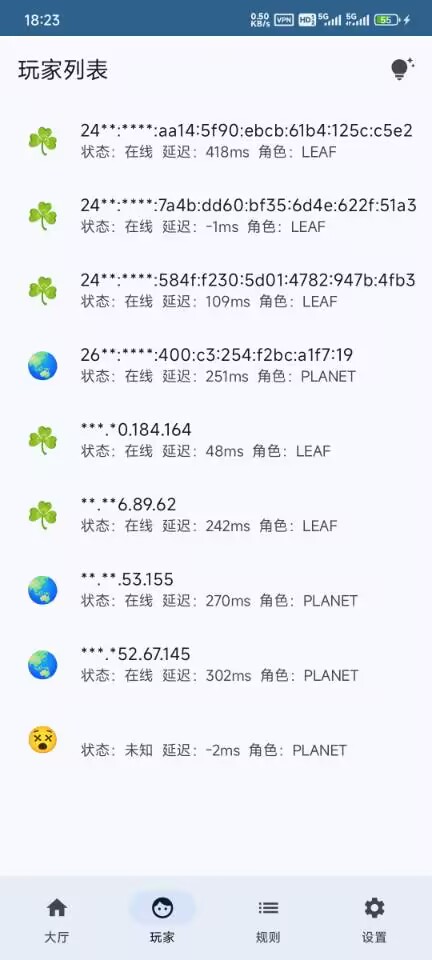 18:23
0.50 KB/s VPN HD 5G 5G 55
玩家列表
24**:****:aa14:5f90:ebcb:61b4:125c:c5e2
状态：在线 延迟：418ms 角色：LEAF
24**:****:7a4b:dd60:bf35:6d4e:622f:51a3
状态：在线 延迟：-1ms 角色：LEAF
24**:****:584f:f230:5d01:4782:947b:4fb3
状态：在线 延迟：109ms 角色：LEAF
26**:****:400:c3:254:f2bc:a1f7:19
状态：在线 延迟：251ms 角色：PLANET
***.*0.184.164
状态：在线 延迟：48ms 角色：LEAF
**.**6.89.62
状态：在线 延迟：242ms 角色：LEAF
**.**.53.155
状态：在线 延迟：270ms 角色：PLANET
***.*52.67.145
状态：在线 延迟：302ms 角色：PLANET
状态：未知 延迟：-2ms 角色：PLANET
大厅 玩家 规则 设置